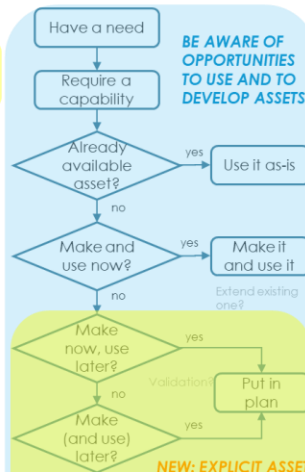 Have a need
BE AWARE OF
OPPORTUNITIES
TO USE AND TO
DEVELOP ASSETS
Require a
capability
Already
available
asset?
yes
Use it as-is
no
Make and
use now?
yes
Make it
and use it
no
Extend existing
one?
Make
now, use
later?
yes
Validation?
Put in
plan
no
Make
(and use)
later?
yes
NEW: EXPLICIT ASSET